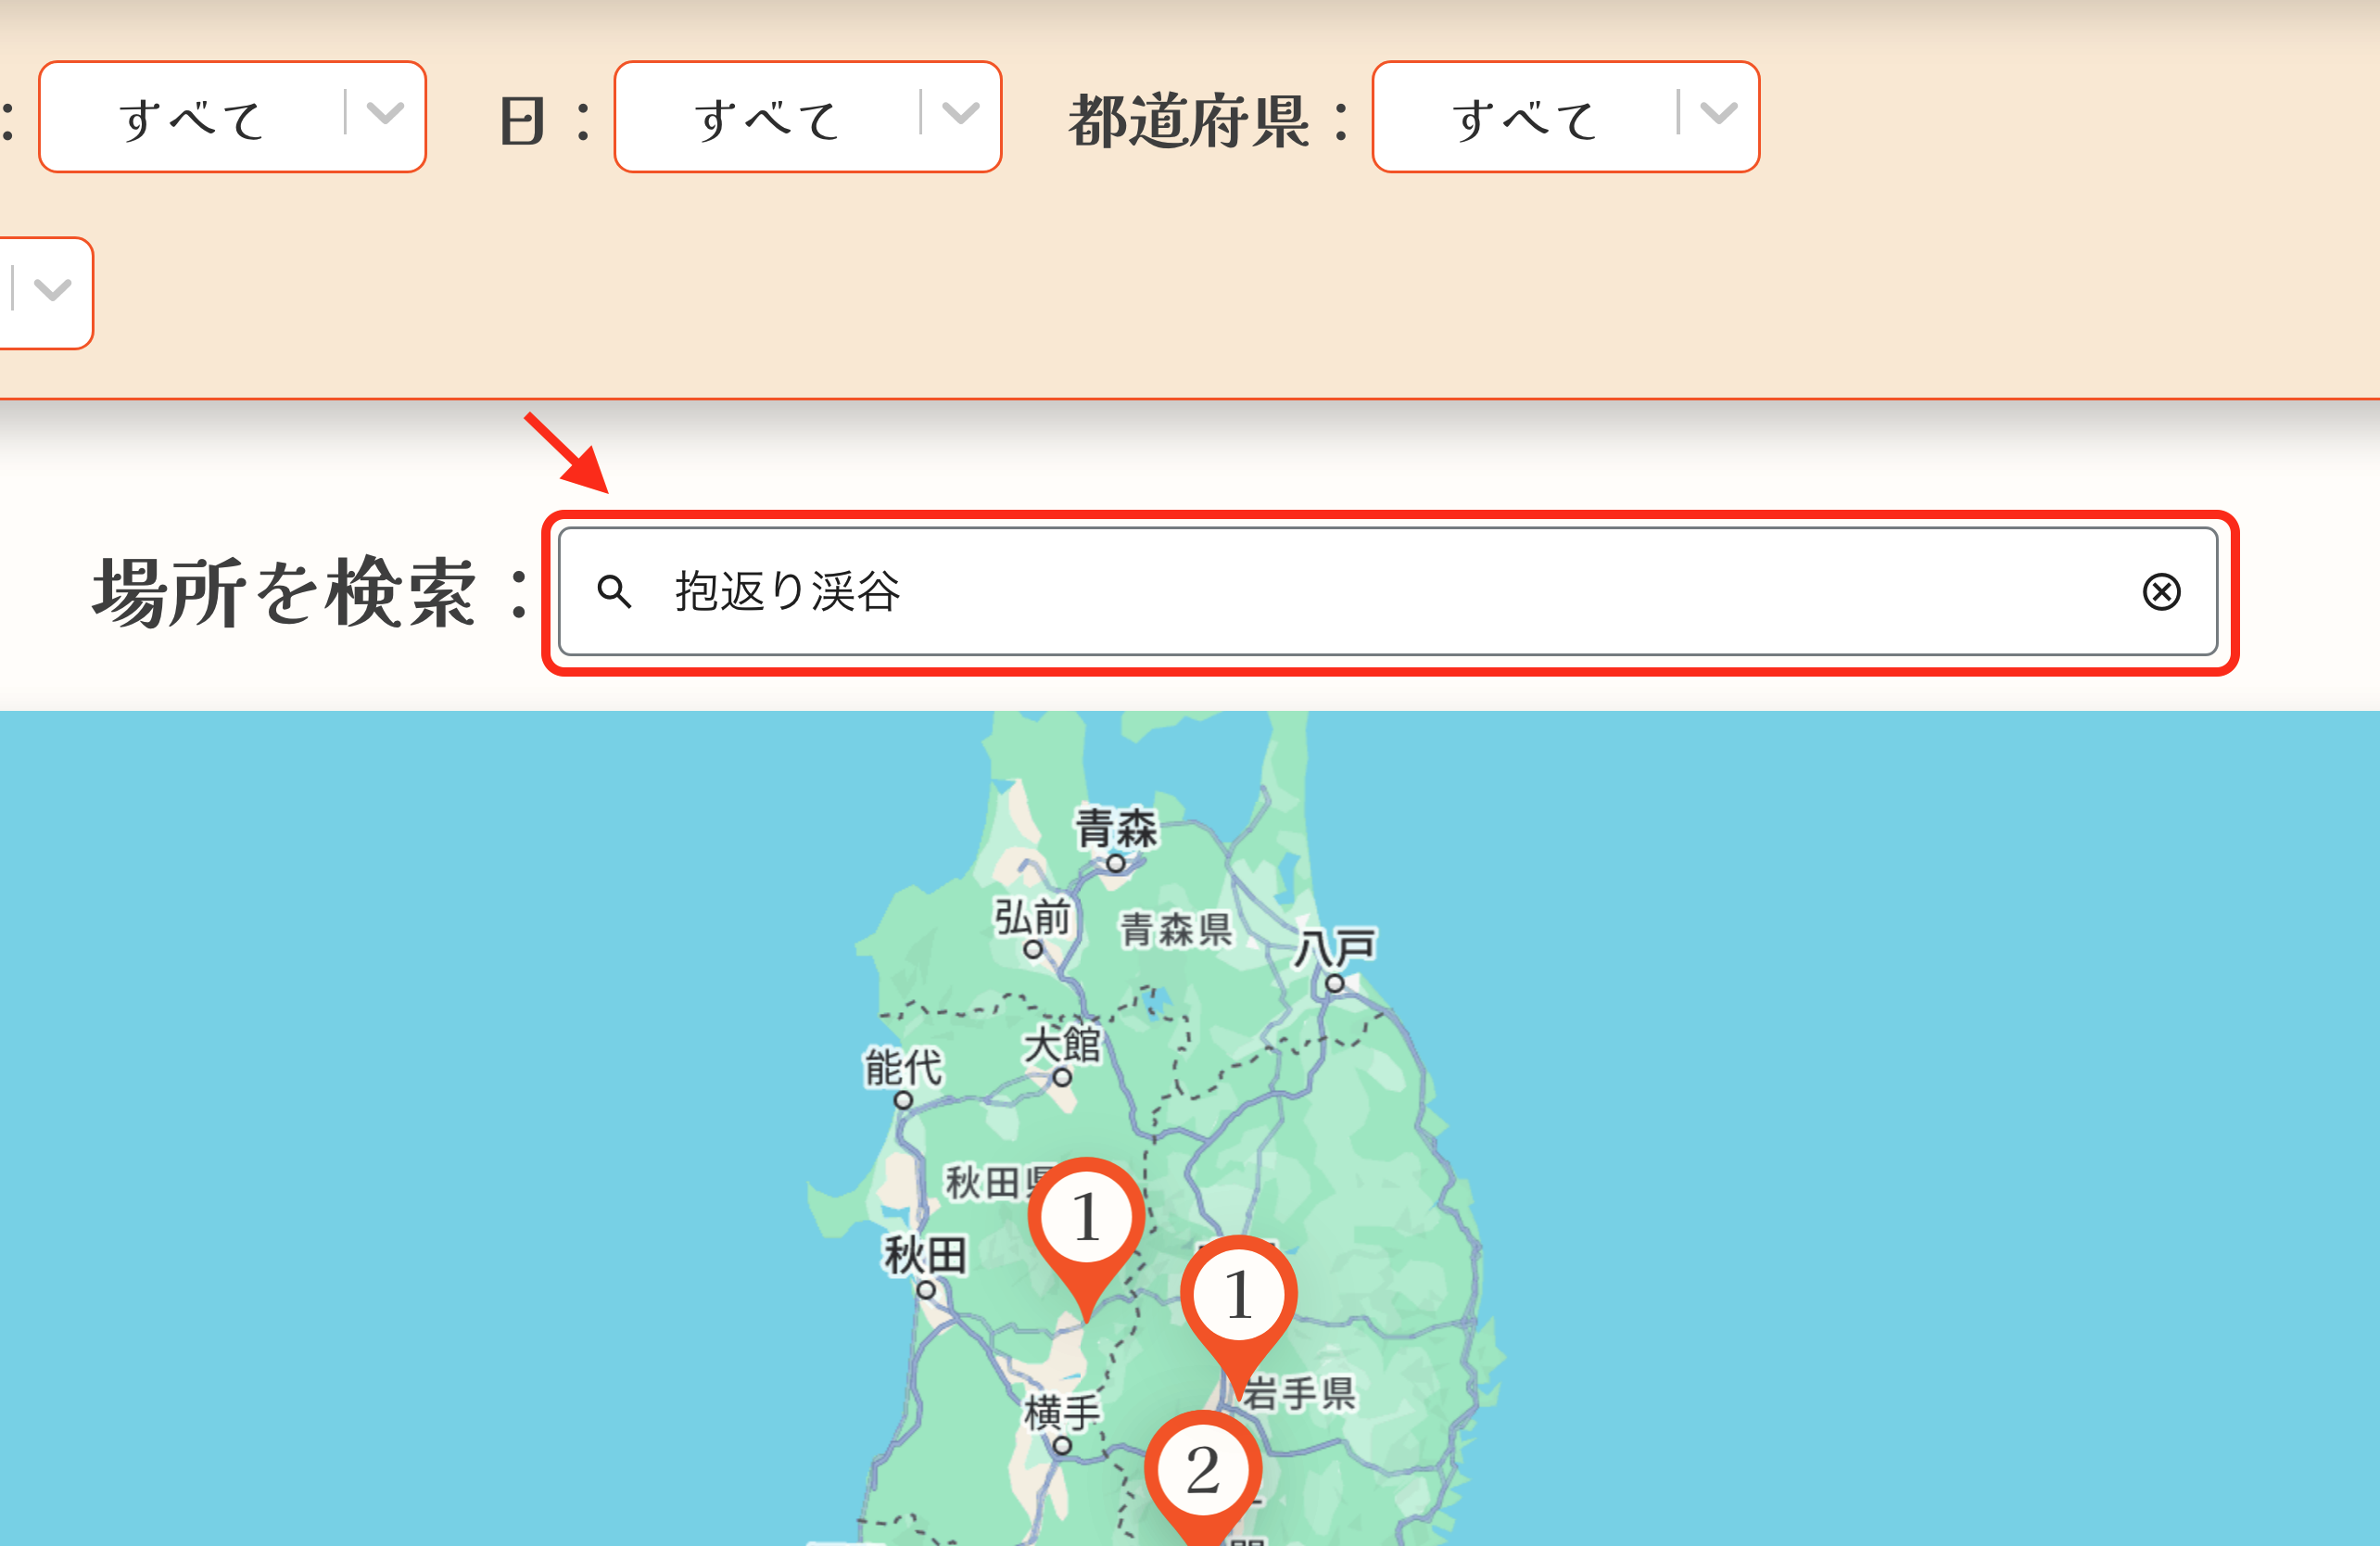 ： すべて 日： すべて 都道府県： すべて
場所を検索： 抱返り渓谷
青森
弘前
青森県
八戸
大館
能代
秋田県
1
秋田
1
岩手県
横手
2